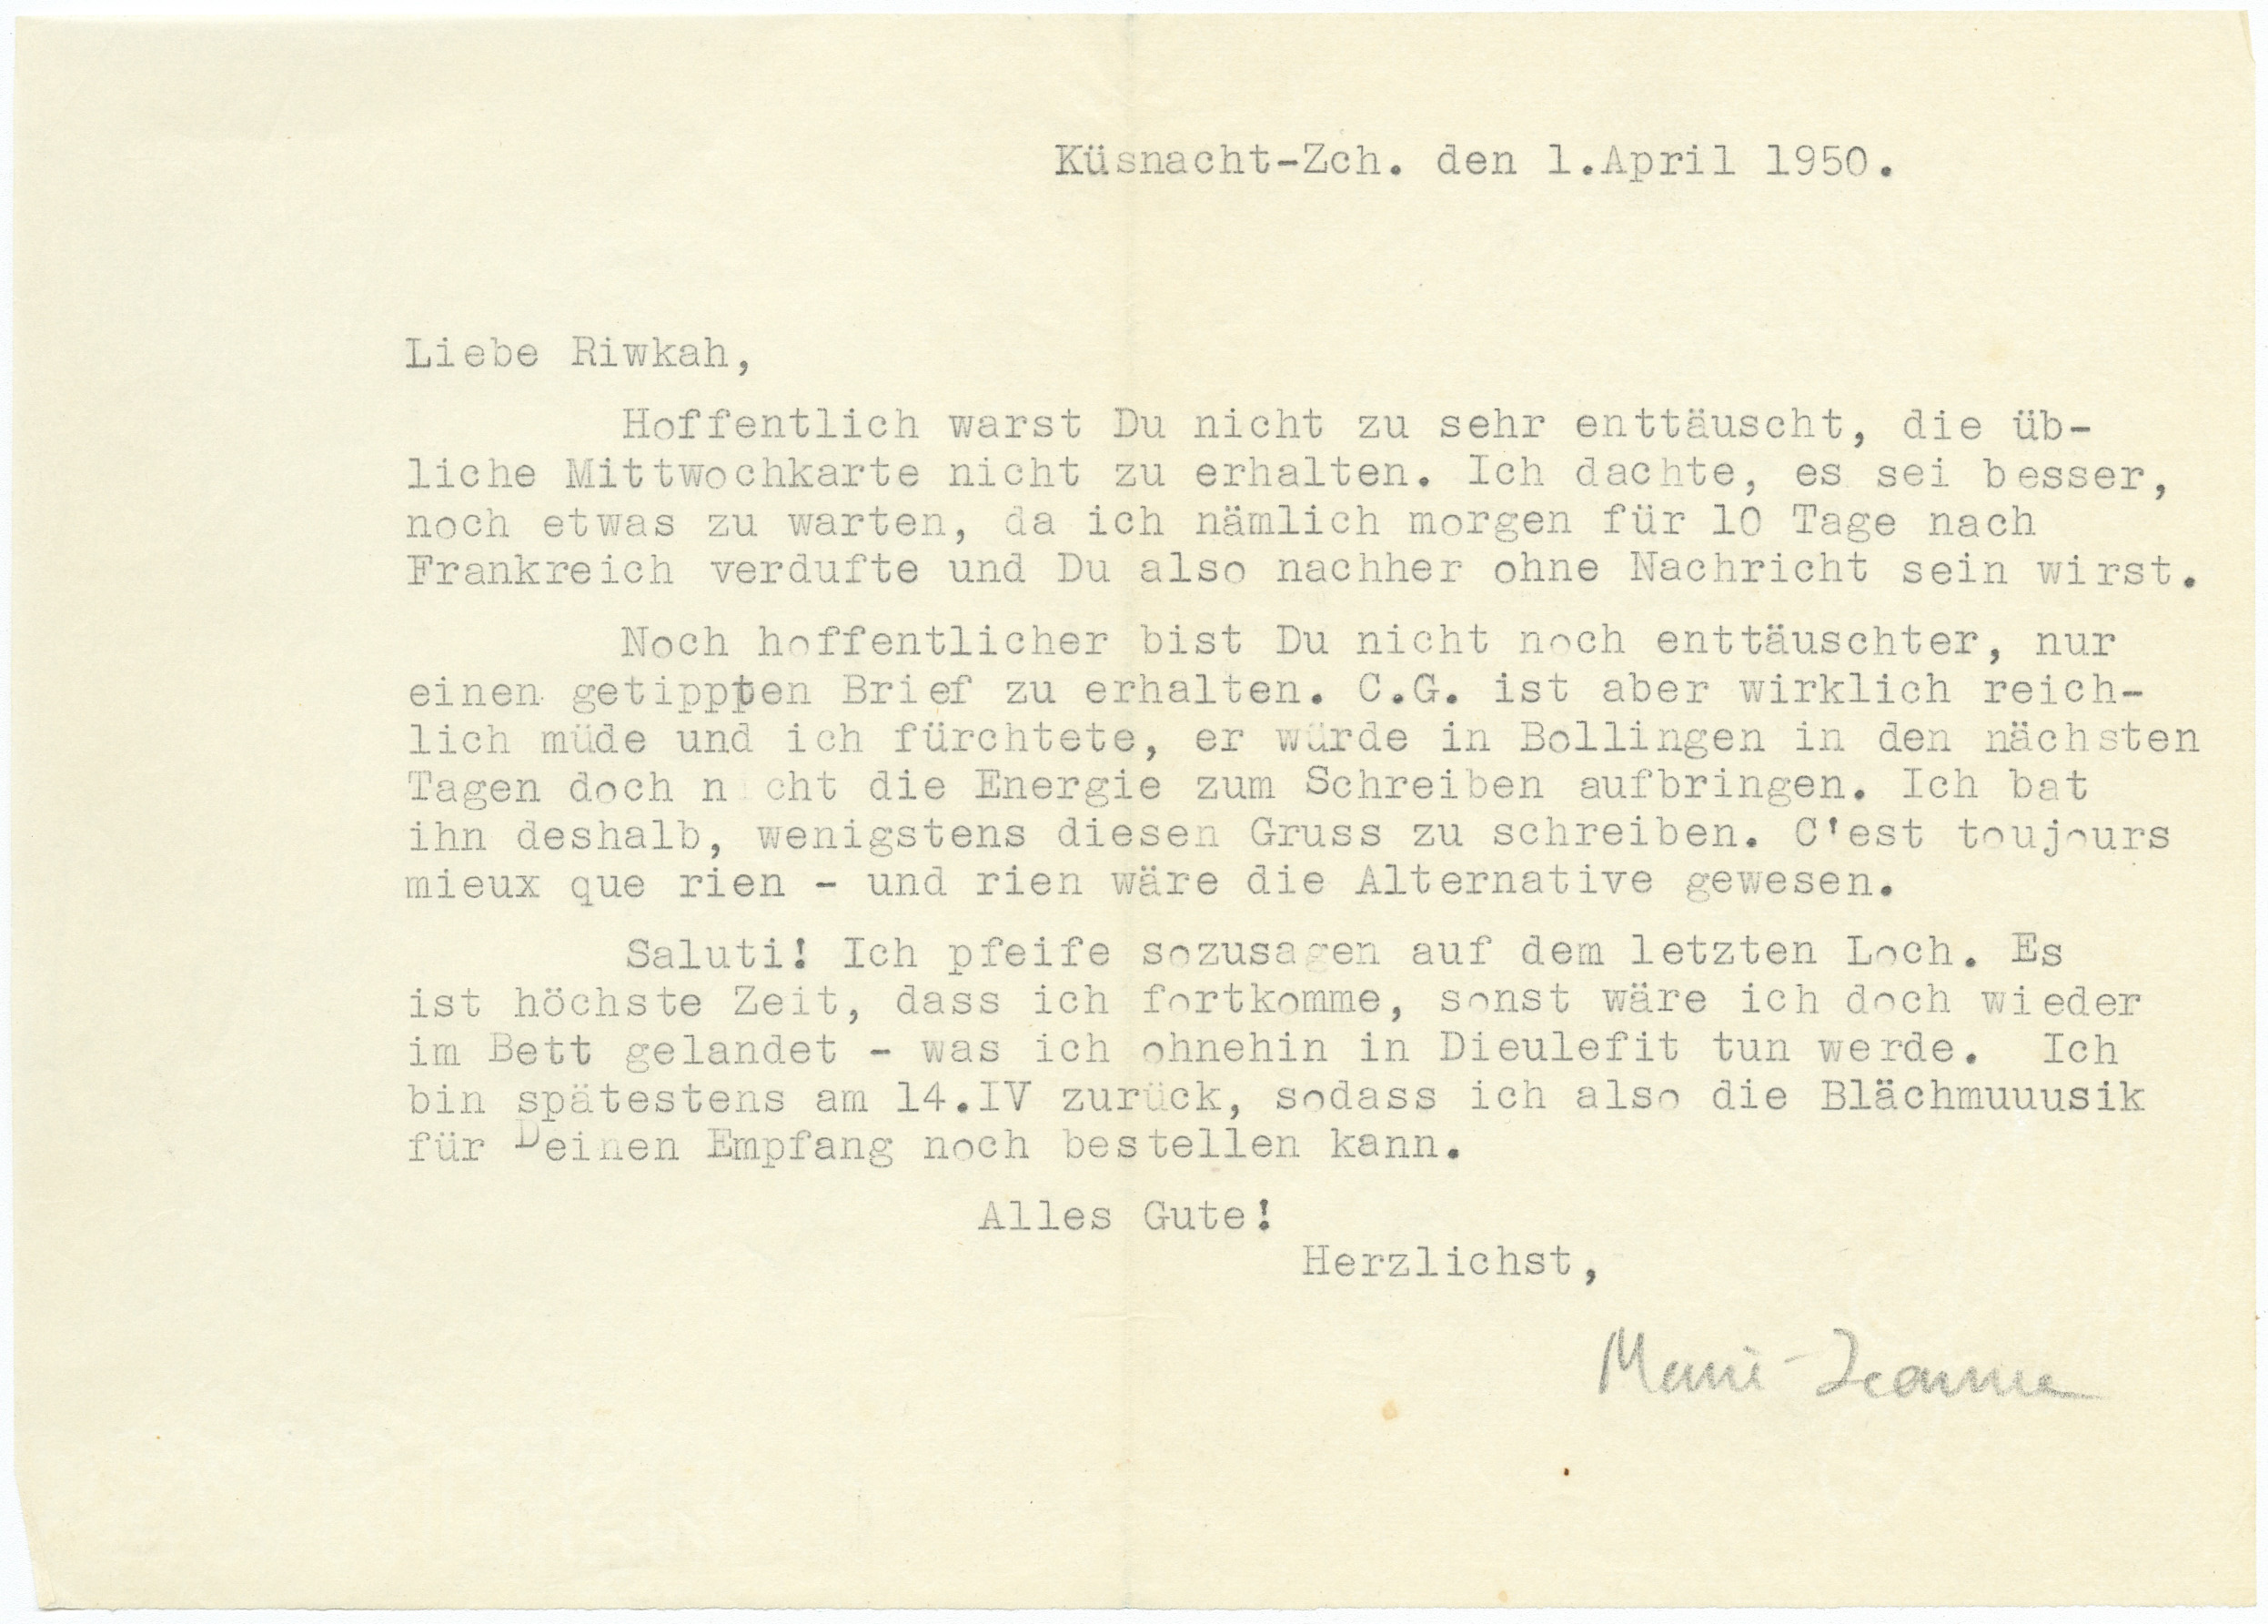 Küsnacht-Zch. den 1.April 1950.
Liebe Riwkah,
Hoffentlich warst Du nicht zu sehr enttäuscht, die üb-
liche Mittwochkarte nicht zu erhalten. Ich dachte, es sei besser,
noch etwas zu warten, da ich nämlich morgen für 10 Tage nach
Frankreich verdufte und Du also nachher ohne Nachricht sein wirst.
Noch hoffentlicher bist Du nicht noch enttäuschter, nur
einen getippten Brief zu erhalten. C.G. ist aber wirklich reich-
lich müde und ich fürchtete, er würde in Bollingen in den nächsten
Tagen doch nicht die Energie zum Schreiben aufbringen. Ich bat
ihn deshalb, wenigstens diesen Gruss zu schreiben. C'est toujours
mieux que rien - und rien wäre die Alternative gewesen.
Saluti! Ich pfeife sozusagen auf dem letzten Loch. Es
ist höchste Zeit, dass ich fortkomme, sonst wäre ich doch wieder
im Bett gelandet - was ich ohnehin in Dieulefit tun werde. Ich
bin spätestens am 14.IV zurück, sodass ich also die Blächmuuusik
für Deinen Empfang noch bestellen kann.
Alles Gute!
Herzlichst,
Marie-Jeanne